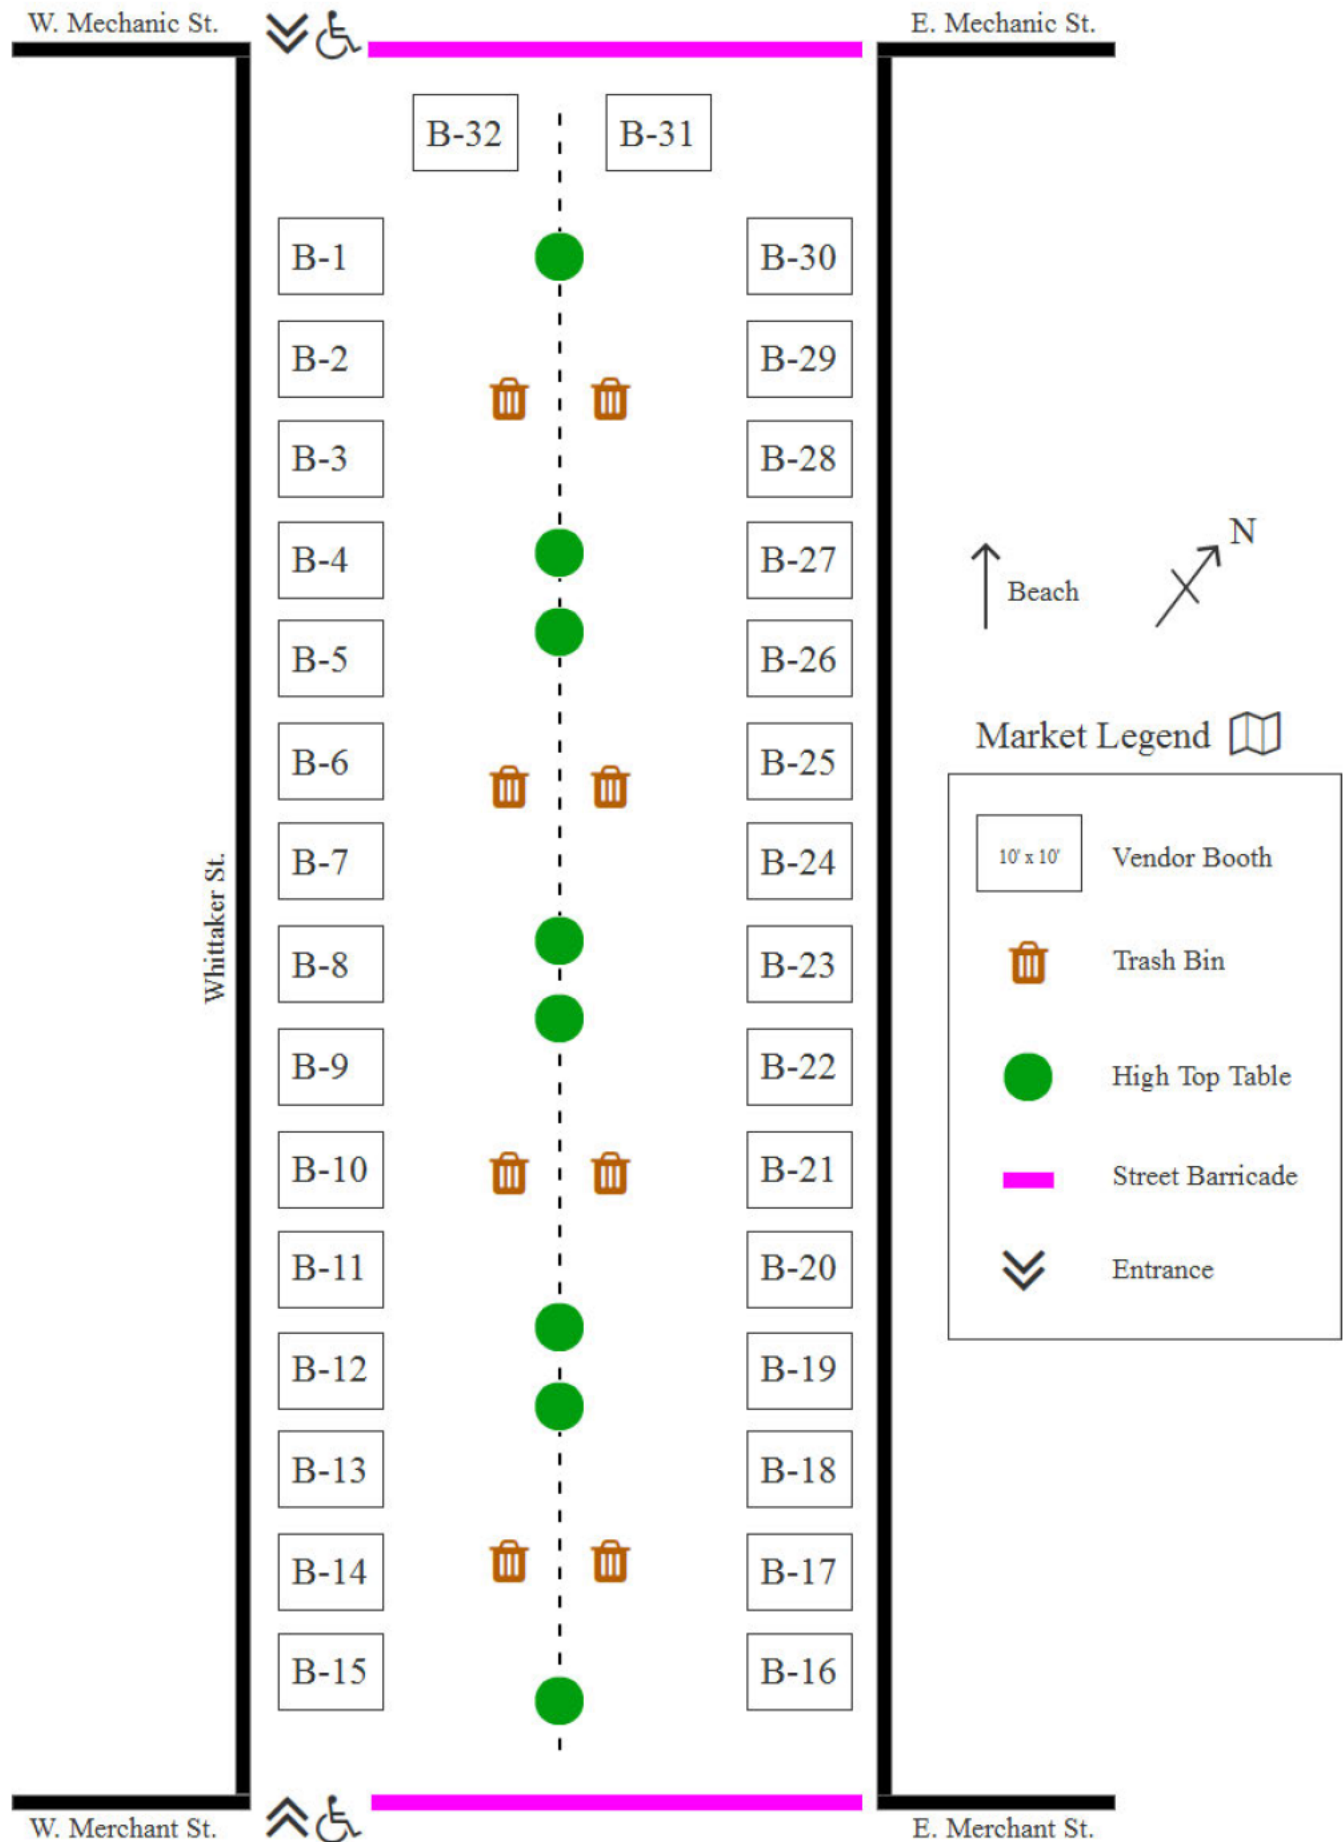 W. Mechanic St.
E. Mechanic St.
B-32
B-31
B-1
B-30
B-2
B-29
B-3
B-28
B-4
B-27
B-5
B-26
B-6
B-25
B-7
B-24
B-8
B-23
B-9
B-22
B-10
B-21
B-11
B-20
B-12
B-19
B-13
B-18
B-14
B-17
B-15
B-16
Whittaker St.
W. Merchant St.
E. Merchant St.
N
Beach
Market Legend
10' x 10'
Vendor Booth
Trash Bin
High Top Table
Street Barricade
Entrance